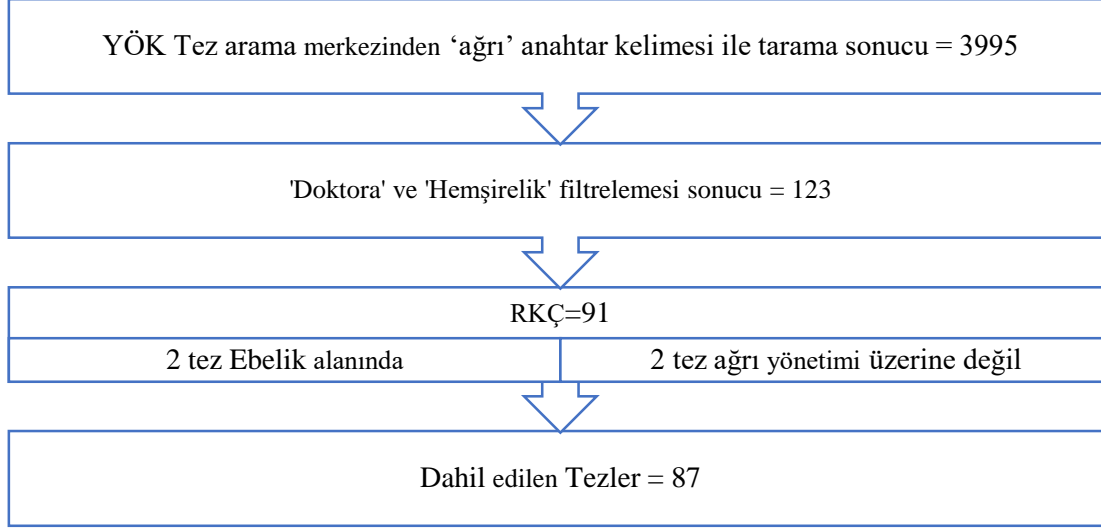 YÖK Tez arama merkezinden ‘ağrı’ anahtar kelimesi ile tarama sonucu = 3995
'Doktora' ve 'Hemşirelik' filtrelemesi sonucu = 123
RKÇ=91
2 tez Ebelik alanında
2 tez ağrı yönetimi üzerine değil
Dahil edilen Tezler = 87